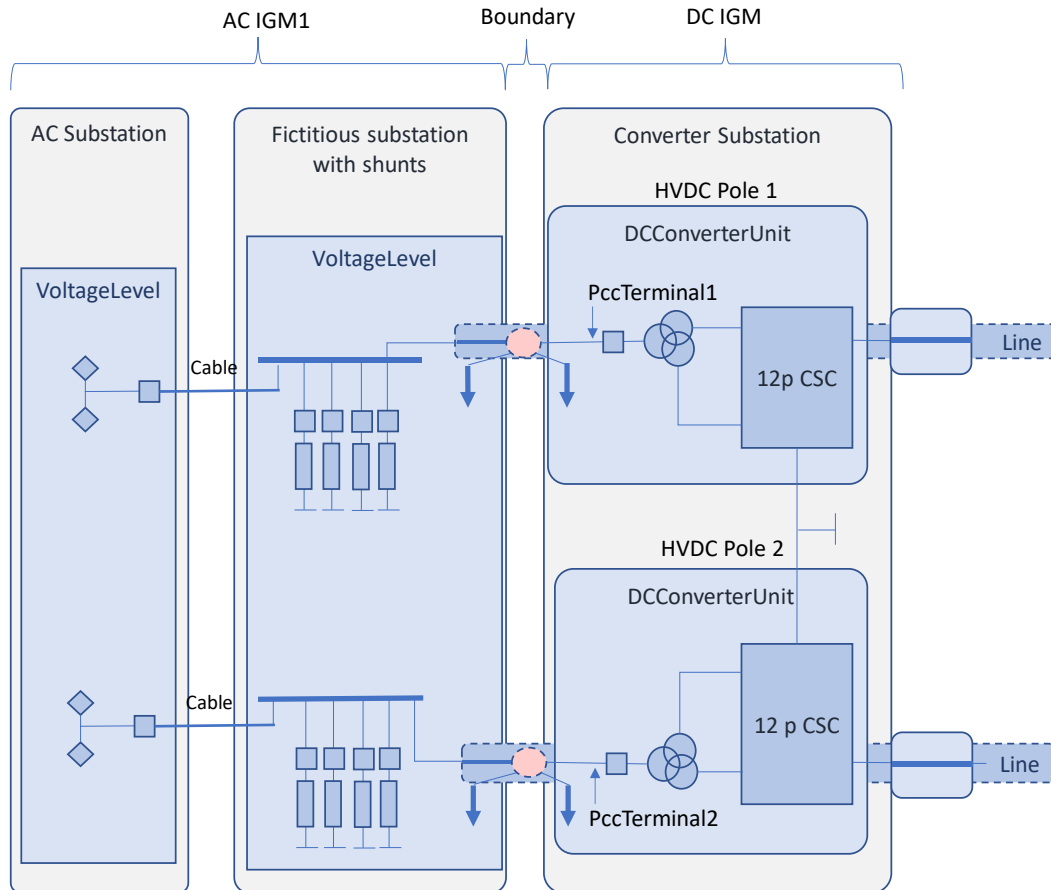 AC IGM1
Boundary
DC IGM
AC Substation
Fictitious substation
with shunts
Converter Substation
HVDC Pole 1
DCConverterUnit
VoltageLevel
VoltageLevel
PccTerminal1
Cable
12p CSC
Line
HVDC Pole 2
DCConverterUnit
Cable
12 p CSC
Line
PccTerminal2